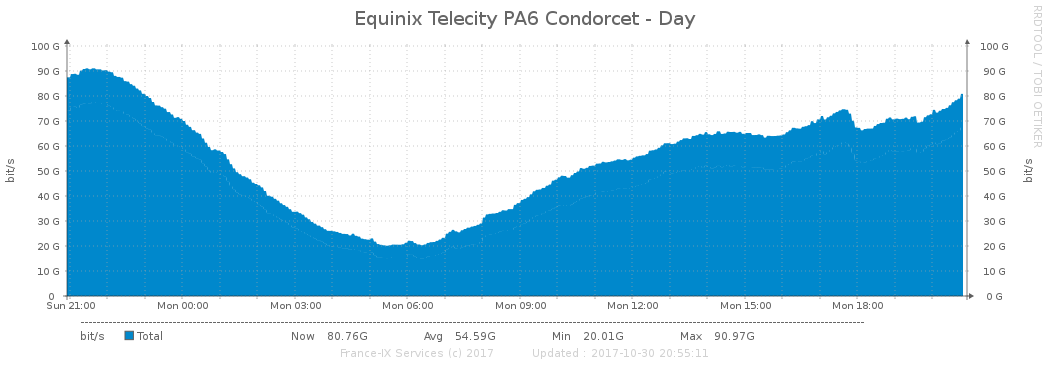 Equinix Telecity PA6 Condorcet - Day
RRDTOOL / TOBI OETIKER
bit/s
bit/s
100 G 100 G
90 G 90 G
80 G 80 G
70 G 70 G
60 G 60 G
50 G 50 G
40 G 40 G
30 G 30 G
20 G 20 G
10 G 10 G
0 0 G
Sun 21:00 Mon 00:00 Mon 03:00 Mon 06:00 Mon 09:00 Mon 12:00 Mon 15:00 Mon 18:00
bit/s Total Now 80.76G Avg 54.59G Min 20.01G Max 90.97G
France-IX Services (c) 2017 Updated : 2017-10-30 20:55:11